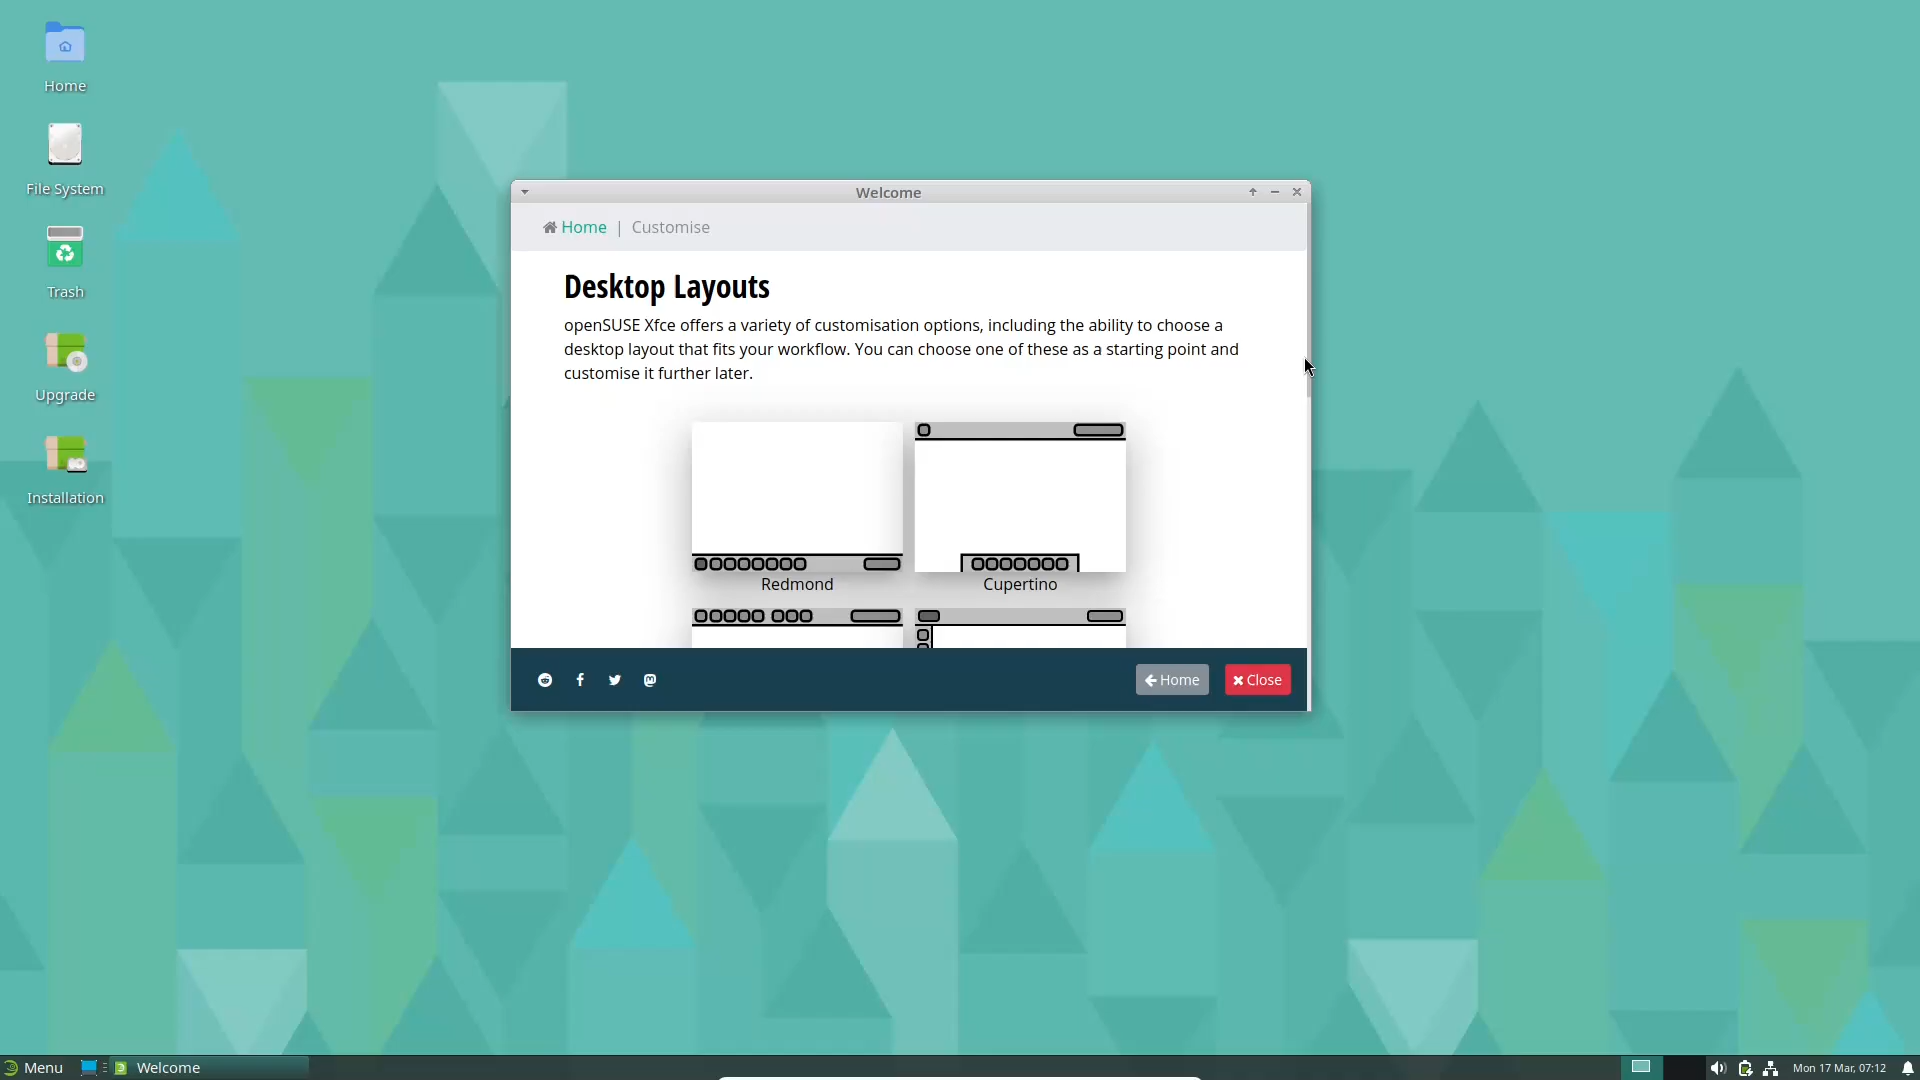 Home
File System
Trash
Upgrade
Installation
Welcome
Home | Customise
Desktop Layouts
openSUSE Xfce offers a variety of customisation options, including the ability to choose a
desktop layout that fits your workflow. You can choose one of these as a starting point and
customise it further later.
Redmond
Cupertino
Home
Close
Menu
Welcome
Mon 17 Mar, 07:12